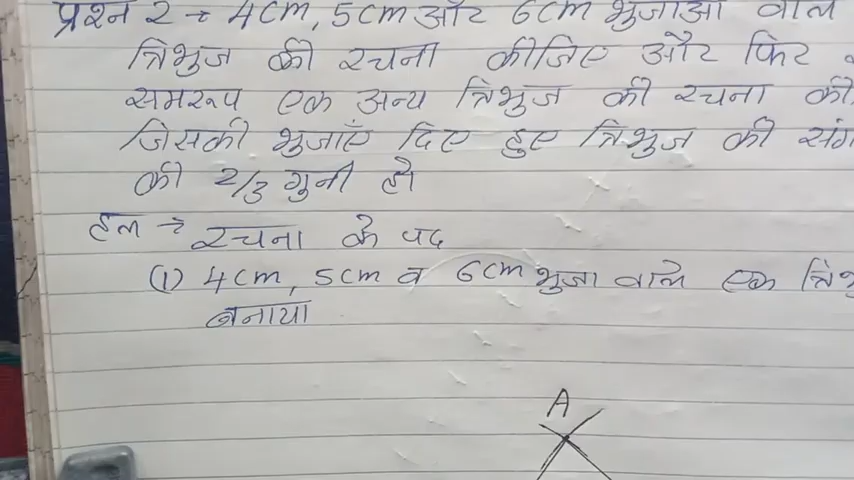 प्रश्न 2 → 4cm, 5cm और 6cm भुजाओं वाले
त्रिभुज की रचना कीजिए और फिर
समरूप एक अन्य त्रिभुज की रचना की
जिसकी भुजाएँ दिए हुए त्रिभुज की संग
की 2/3 गुनी हो
हल → रचना के पद
(1) 4cm, 5cm व 6cm भुजा वाले एक त्रिभु
बनाया
A